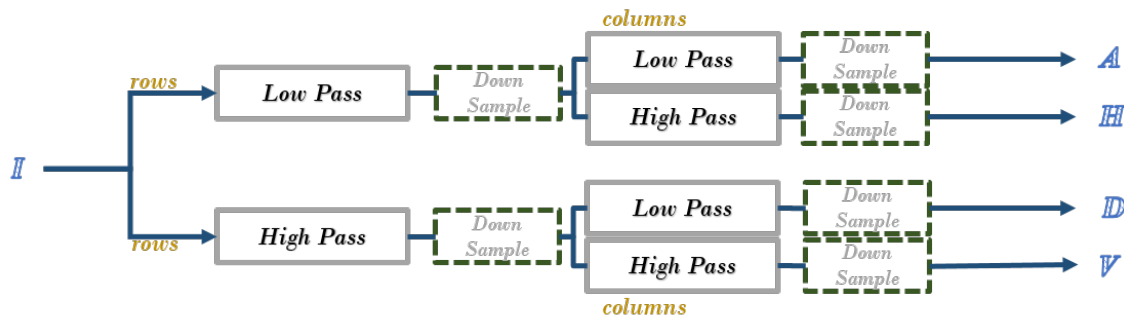 columns
Low Pass
Down
Sample
A
rows
Low Pass
Down
Sample
High Pass
Down
Sample
H
I
rows
High Pass
Down
Sample
Low Pass
Down
Sample
D
High Pass
Down
Sample
V
columns